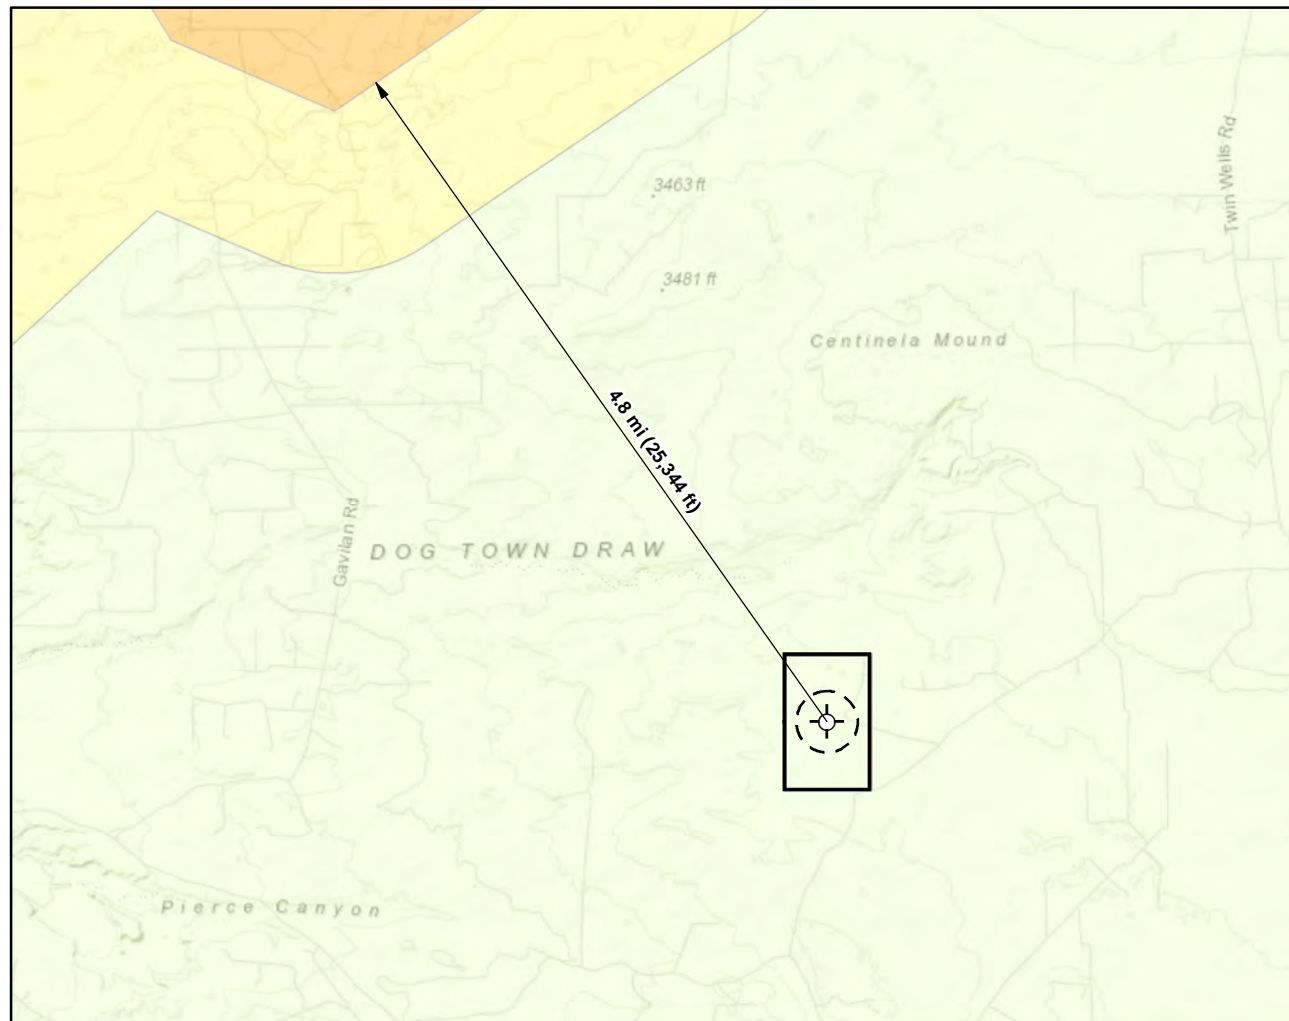 Twin Wells Rd
3463 ft
3481 ft
Centinela Mound
4.8 mi (25,344 ft)
Gavilan Rd
DOG TOWN DRAW
Pierce Canyon